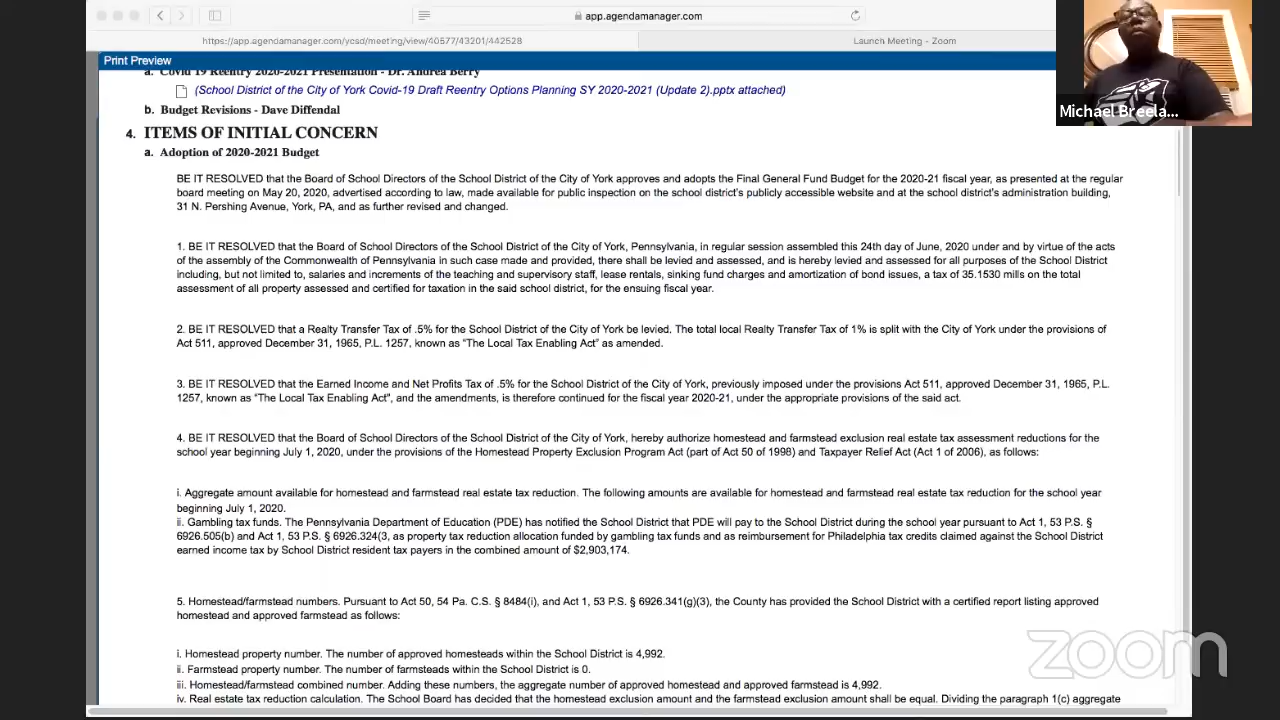 app.agendamanager.com
https://app.agendamanager.com/ycsd/meeting/view/40577/43201/442528
Launch Meeting - Zoom
Print Preview
a. Covid 19 Reentry 2020-2021 Presentation - Dr. Andrea Berry
(School District of the City of York Covid-19 Draft Reentry Options Planning SY 2020-2021 (Update 2).pptx attached)
Michael Breela...
b. Budget Revisions - Dave Diffendal
4. ITEMS OF INITIAL CONCERN
a. Adoption of 2020-2021 Budget
BE IT RESOLVED that the Board of School Directors of the School District of the City of York approves and adopts the Final General Fund Budget for the 2020-21 fiscal year, as presented at the regular
board meeting on May 20, 2020, advertised according to law, made available for public inspection on the school district's publicly accessible website and at the school district's administration building,
31 N. Pershing Avenue, York, PA, and as further revised and changed.
1. BE IT RESOLVED that the Board of School Directors of the School District of the City of York, Pennsylvania, in regular session assembled this 24th day of June, 2020 under and by virtue of the acts
of the assembly of the Commonwealth of Pennsylvania in such case made and provided, there shall be levied and assessed, and is hereby levied and assessed for all purposes of the School District
including, but not limited to, salaries and increments of the teaching and supervisory staff, lease rentals, sinking fund charges and amortization of bond issues, a tax of 35.1530 mills on the total
assessment of all property assessed and certified for taxation in the said school district, for the ensuing fiscal year.
2. BE IT RESOLVED that a Realty Transfer Tax of .5% for the School District of the City of York be levied. The total local Realty Transfer Tax of 1% is split with the City of York under the provisions of
Act 511, approved December 31, 1965, P.L. 1257, known as "The Local Tax Enabling Act" as amended.
3. BE IT RESOLVED that the Earned Income and Net Profits Tax of .5% for the School District of the City of York, previously imposed under the provisions Act 511, approved December 31, 1965, P.L.
1257, known as "The Local Tax Enabling Act", and the amendments, is therefore continued for the fiscal year 2020-21, under the appropriate provisions of the said act.
4. BE IT RESOLVED that the Board of School Directors of the School District of the City of York, hereby authorize homestead and farmstead exclusion real estate tax assessment reductions for the
school year beginning July 1, 2020, under the provisions of the Homestead Property Exclusion Program Act (part of Act 50 of 1998) and Taxpayer Relief Act (Act 1 of 2006), as follows:
i. Aggregate amount available for homestead and farmstead real estate tax reduction. The following amounts are available for homestead and farmstead real estate tax reduction for the school year
beginning July 1, 2020.
ii. Gambling tax funds. The Pennsylvania Department of Education (PDE) has notified the School District that PDE will pay to the School District during the school year pursuant to Act 1, 53 P.S. §
6926.505(b) and Act 1, 53 P.S. § 6926.324(3, as property tax reduction allocation funded by gambling tax funds and as reimbursement for Philadelphia tax credits claimed against the School District
earned income tax by School District resident tax payers in the combined amount of $2,903,174.
5. Homestead/farmstead numbers. Pursuant to Act 50, 54 Pa. C.S. § 8484(i), and Act 1, 53 P.S. § 6926.341(g)(3), the County has provided the School District with a certified report listing approved
homestead and approved farmstead as follows:
i. Homestead property number. The number of approved homesteads within the School District is 4,992.
ii. Farmstead property number. The number of farmsteads within the School District is 0.
iii. Homestead/farmstead combined number. Adding these numbers, the aggregate number of approved homestead and approved farmstead is 4,992.
iv. Real estate tax reduction calculation. The School Board has decided that the homestead exclusion amount and the farmstead exclusion amount shall be equal. Dividing the paragraph 1(c) aggregate
zoom